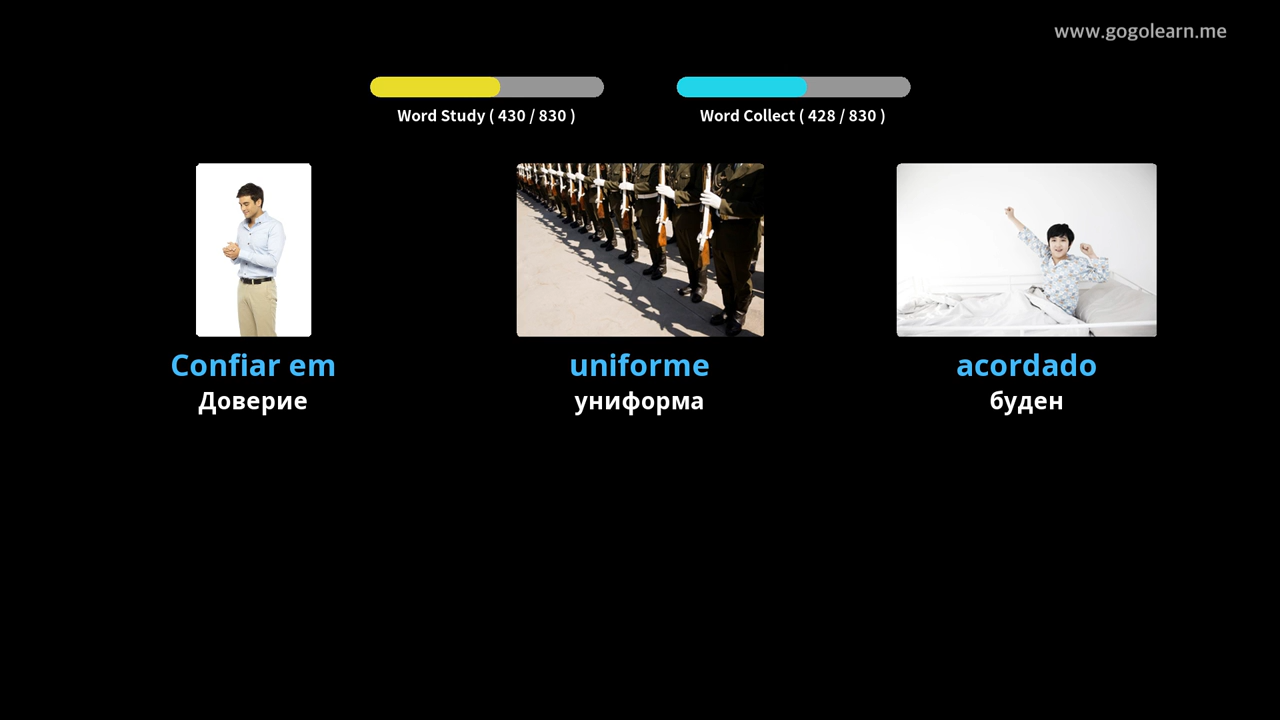 www.gogolearn.me
Word Study ( 430 / 830 )
Word Collect ( 428 / 830 )
Confiar em
Доверие
uniforme
униформа
acordado
буден